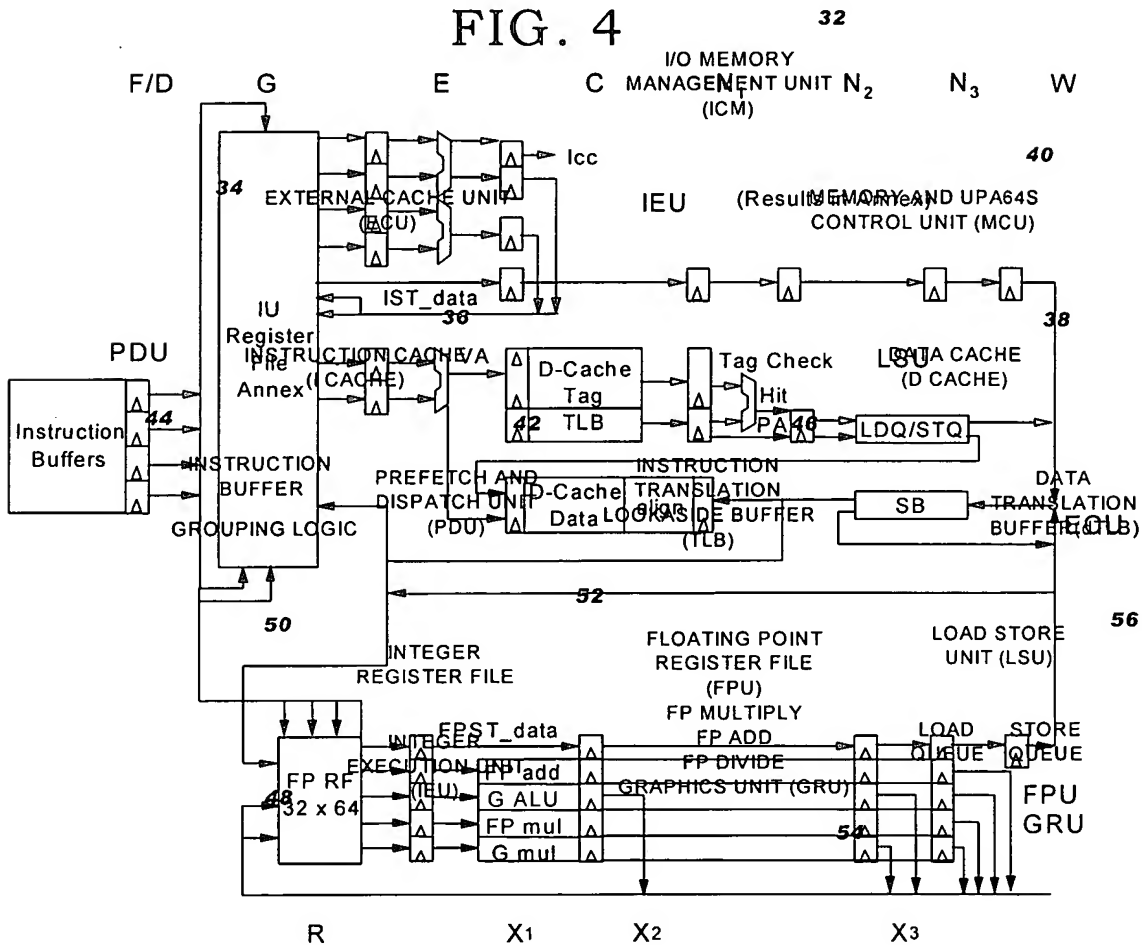 FIG. 4
32
F/D G E C N1 N2 N3 W
I/O MEMORY
MANAGEMENT UNIT
(ICM)
Icc
34
40
EXTERNAL CACHE UNIT
(ECU)
IEU
(Results in Annex)
MEMORY AND UPA64S
CONTROL UNIT (MCU)
IST_data
36
38
IU
Register
File
Annex
PDU
INSTRUCTION CACHE
(I CACHE)
VA
D-Cache
Tag
TLB
42
Tag Check
Hit
PA
46
LSU
DATA CACHE
(D CACHE)
LDQ/STQ
44
Instruction
Buffers
INSTRUCTION
BUFFER
GROUPING LOGIC
PREFETCH AND
DISPATCH UNIT
(PDU)
D-Cache
Data
align
INSTRUCTION
TRANSLATION
LOOKASIDE BUFFER
(TLB)
SB
DATA
TRANSLATION
BUFFER (dTLB)
ECU
50
52
56
INTEGER
REGISTER FILE
FLOATING POINT
REGISTER FILE
(FPU)
FP MULTIPLY
FP ADD
FP DIVIDE
GRAPHICS UNIT (GRU)
LOAD STORE
UNIT (LSU)
FPST_data
INTEGER
EXECUTION UNIT
(IEU)
LOAD
QUEUE
STORE
QUEUE
48
FP RF
32 x 64
FP add
G ALU
FP mul
G mul
54
FPU
GRU
R X1 X2 X3